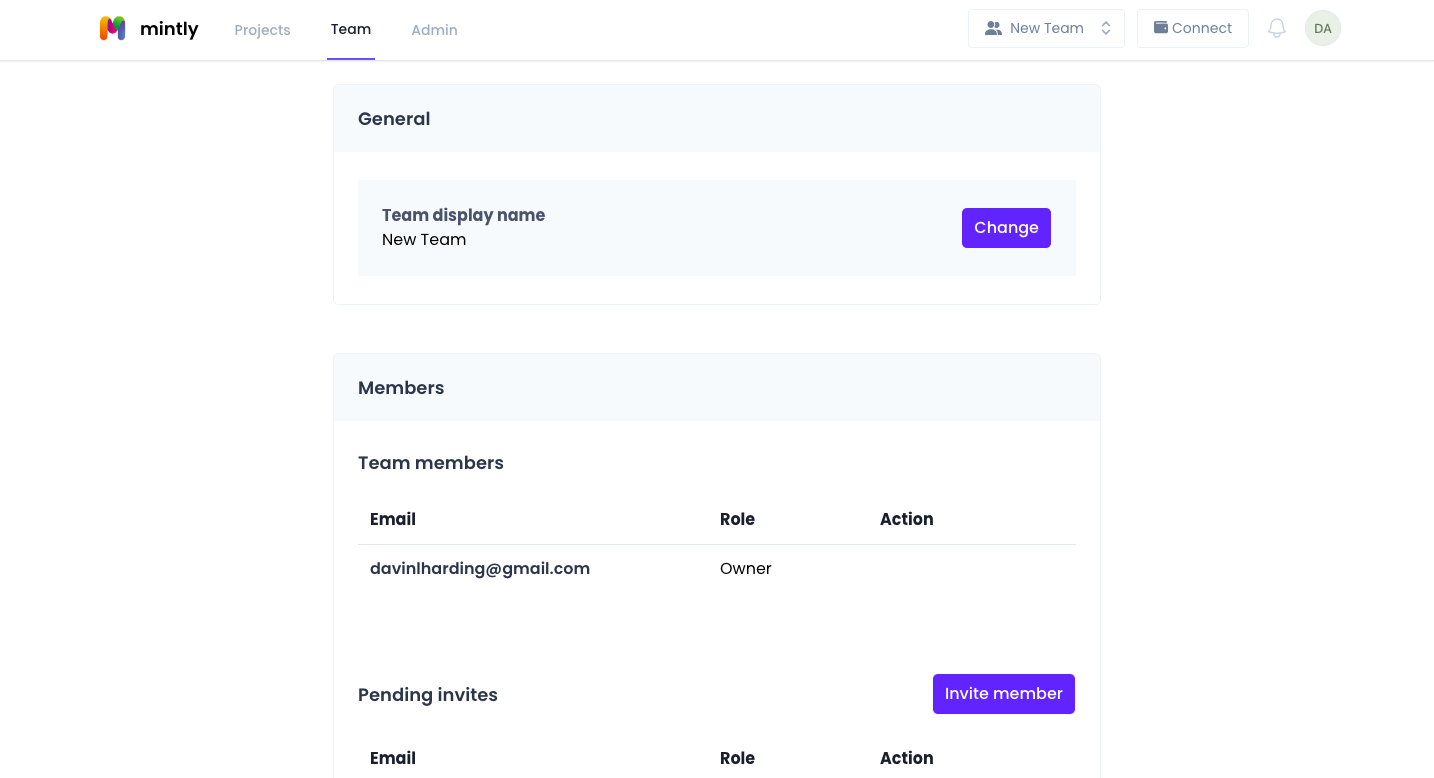 mintly Projects Team Admin New Team Connect DA
General
Team display name
New Team
Change
Members
Team members
Email Role Action
davinlharding@gmail.com Owner
Pending invites Invite member
Email Role Action